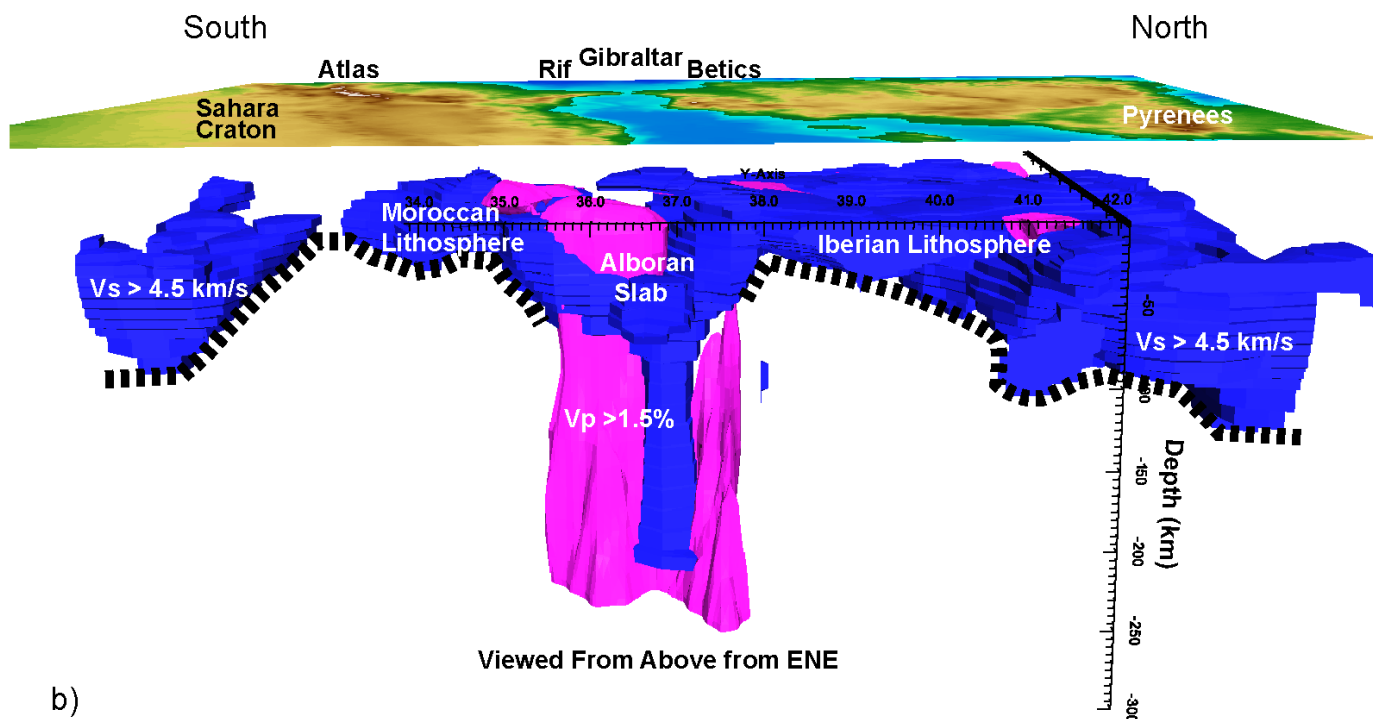 South
North
Atlas
Rif
Gibraltar
Betics
Sahara
Craton
Pyrenees
Y-Axis
34.0
35.0
36.0
37.0
38.0
39.0
40.0
41.0
42.0
Moroccan
Lithosphere
Iberian Lithosphere
Alboran
Slab
Vs > 4.5 km/s
Vs > 4.5 km/s
-50
-150
-200
-250
-300
Depth (km)
Vp >1.5%
Viewed From Above from ENE
b)